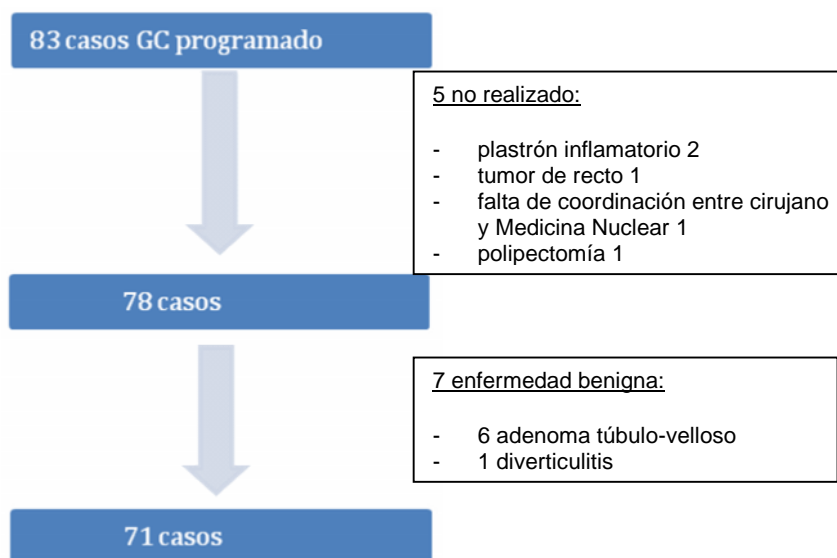 83 casos GC programado
5 no realizado:
- plastrón inflamatorio 2
- tumor de recto 1
- falta de coordinación entre cirujano
y Medicina Nuclear 1
- polipectomía 1
78 casos
7 enfermedad benigna:
- 6 adenoma túbulo-velloso
- 1 diverticulitis
71 casos